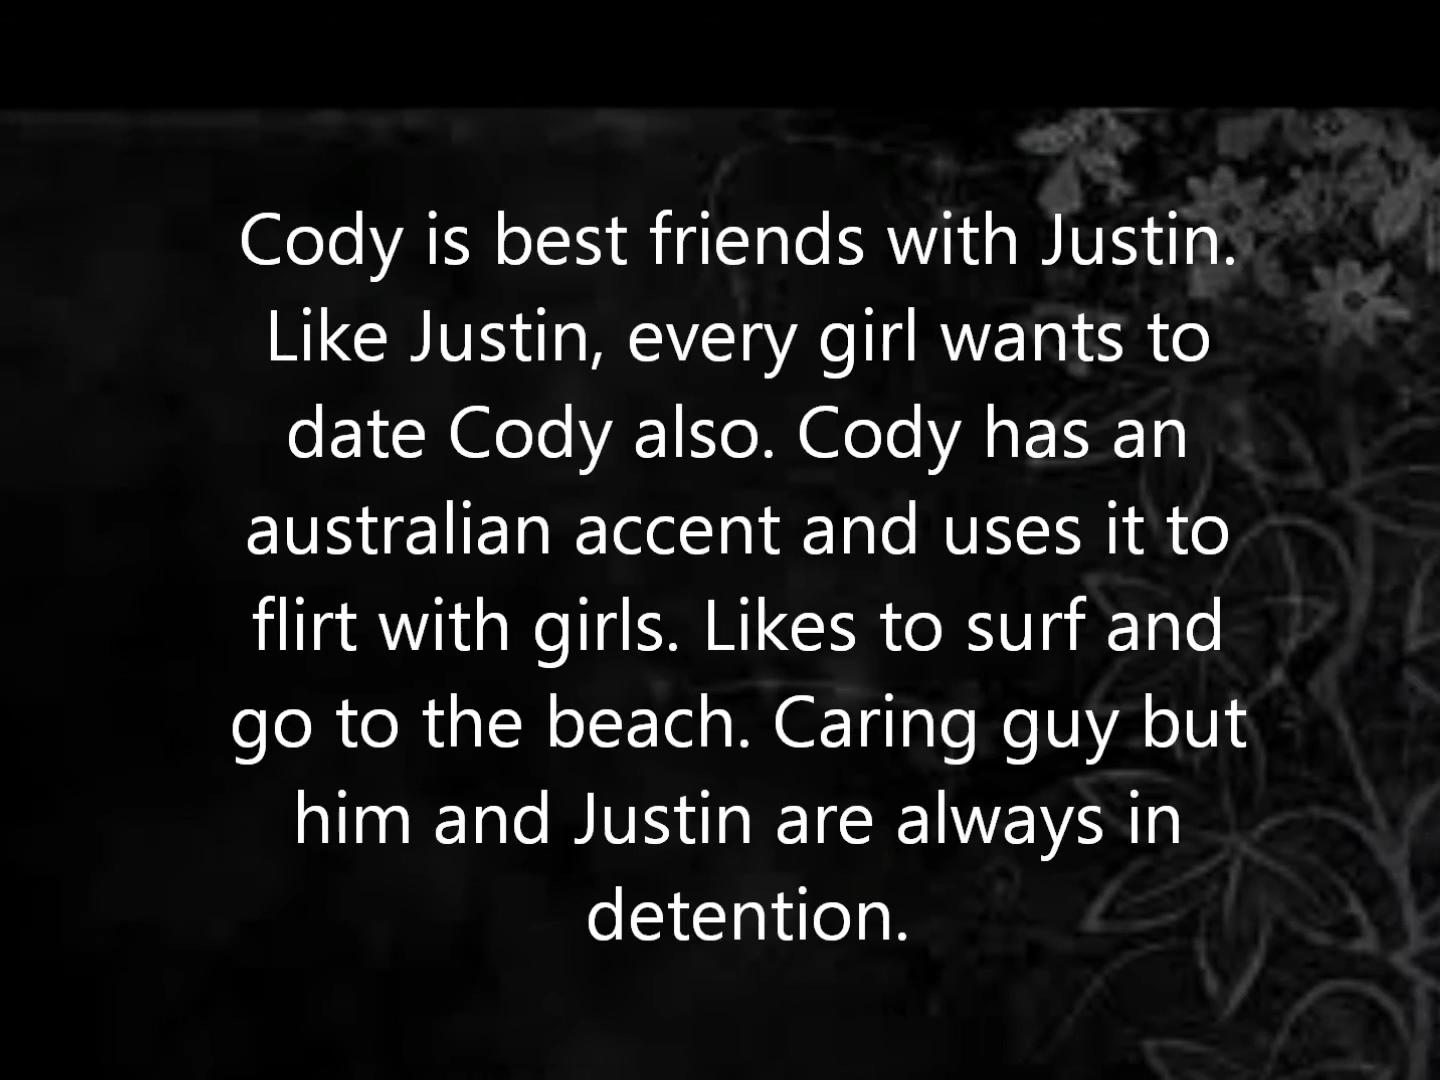 Cody is best friends with Justin.
Like Justin, every girl wants to
date Cody also. Cody has an
australian accent and uses it to
flirt with girls. Likes to surf and
go to the beach. Caring guy but
him and Justin are always in
detention.